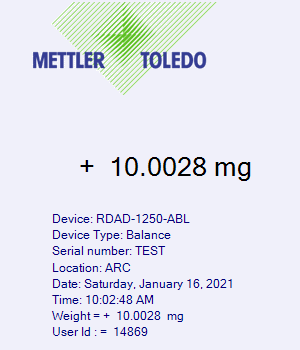 METTLER TOLEDO
+ 10.0028 mg
Device: RDAD-1250-ABL
Device Type: Balance
Serial number: TEST
Location: ARC
Date: Saturday, January 16, 2021
Time: 10:02:48 AM
Weight = + 10.0028 mg
User Id : = 14869